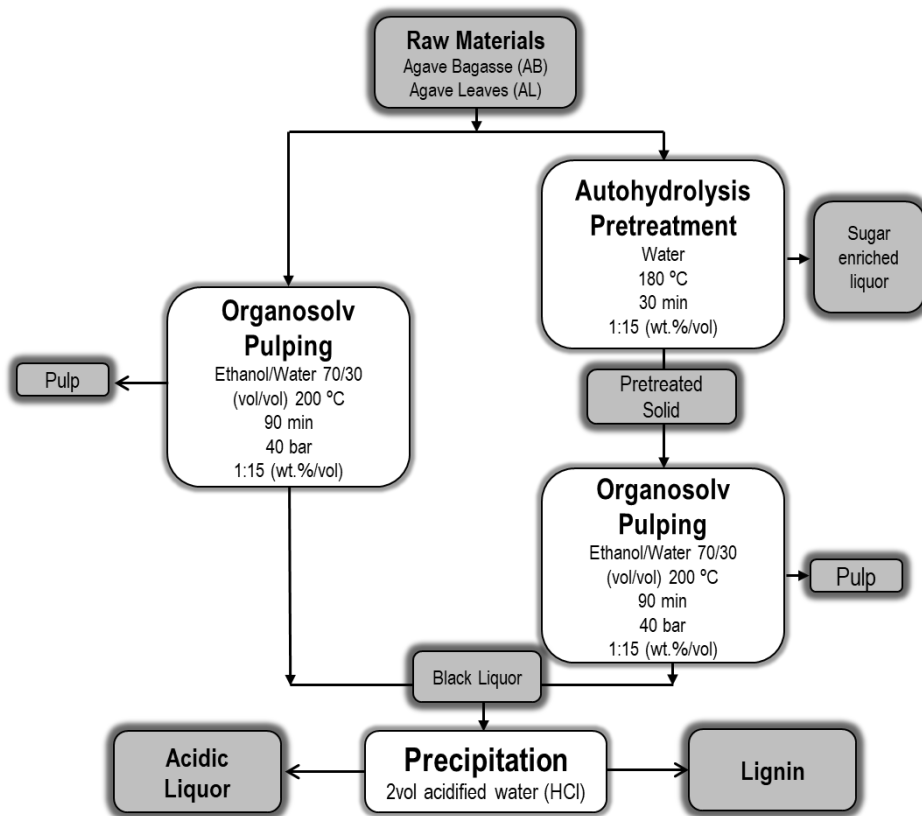 Raw Materials
Agave Bagasse (AB)
Agave Leaves (AL)
Autohydrolysis
Pretreatment
Water
180 ºC
30 min
1:15 (wt.%/vol)
Sugar
enriched
liquor
Organosolv
Pulping
Ethanol/Water 70/30
(vol/vol) 200 ºC
90 min
40 bar
1:15 (wt.%/vol)
Pulp
Pretreated
Solid
Organosolv
Pulping
Ethanol/Water 70/30
(vol/vol) 200 ºC
90 min
40 bar
1:15 (wt.%/vol)
Pulp
Black Liquor
Precipitation
2vol acidified water (HCl)
Acidic
Liquor
Lignin